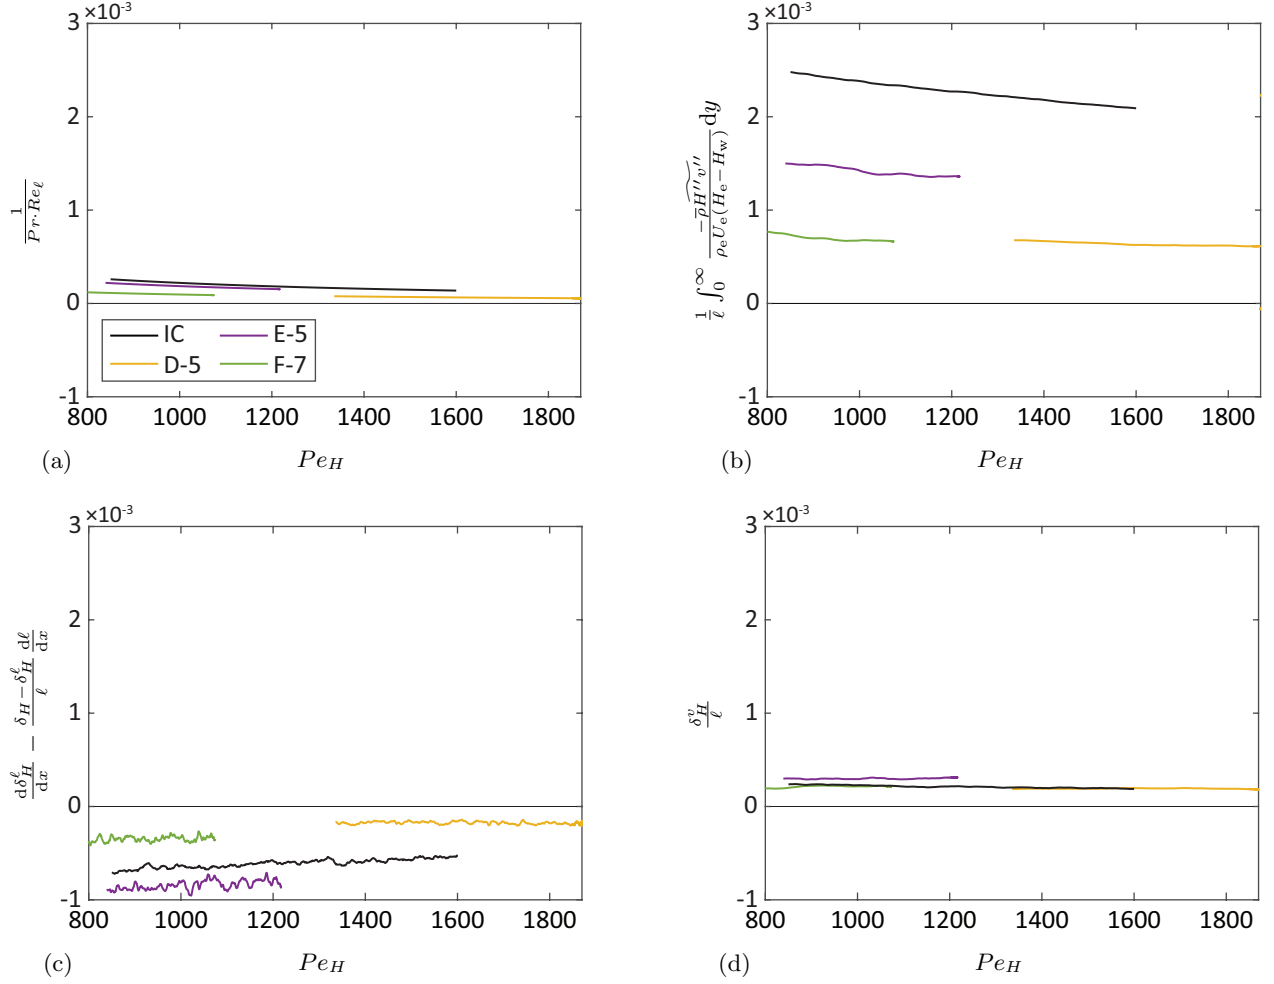 3 ×10⁻³
2
1
0
-1
800 1000 1200 1400 1600 1800
1 / Pr·Re_ℓ
IC E-5
D-5 F-7
(a) Pe_H
3 ×10⁻³
2
1
0
-1
800 1000 1200 1400 1600 1800
1/ℓ ∫₀^∞ −ρ̅ H''v''~ / ρ_e U_e (H_e − H_w) dy
(b) Pe_H
3 ×10⁻³
2
1
0
-1
800 1000 1200 1400 1600 1800
dδ_H^ℓ/dx − (δ_H − δ_H^ℓ)/ℓ dℓ/dx
(c) Pe_H
3 ×10⁻³
2
1
0
-1
800 1000 1200 1400 1600 1800
δ_H^v / ℓ
(d) Pe_H